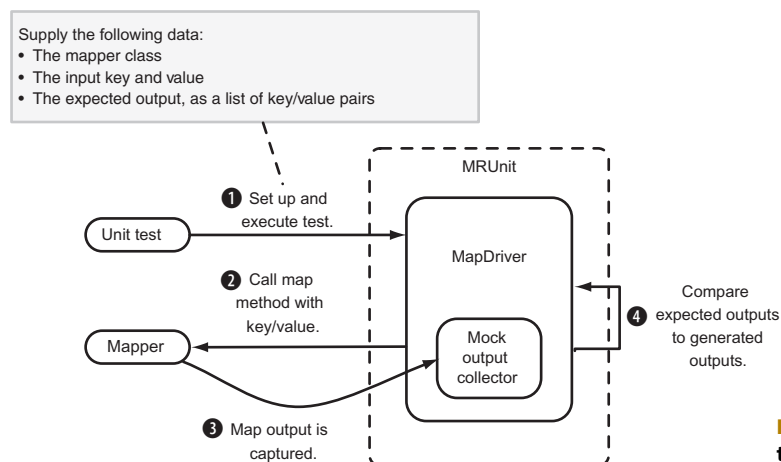 Supply the following data:
• The mapper class
• The input key and value
• The expected output, as a list of key/value pairs
MRUnit
1 Set up and
execute test.
Unit test
MapDriver
2 Call map
method with
key/value.
Mapper
Mock
output
collector
4 Compare
expected outputs
to generated
outputs.
3 Map output is
captured.